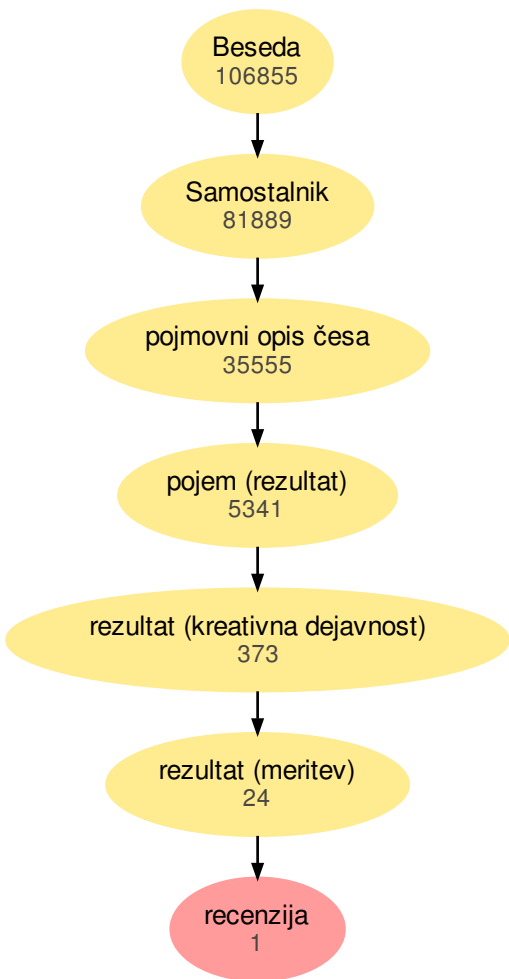 Beseda
106855
Samostalnik
81889
pojmovni opis česa
35555
pojem (rezultat)
5341
rezultat (kreativna dejavnost)
373
rezultat (meritev)
24
recenzija
1